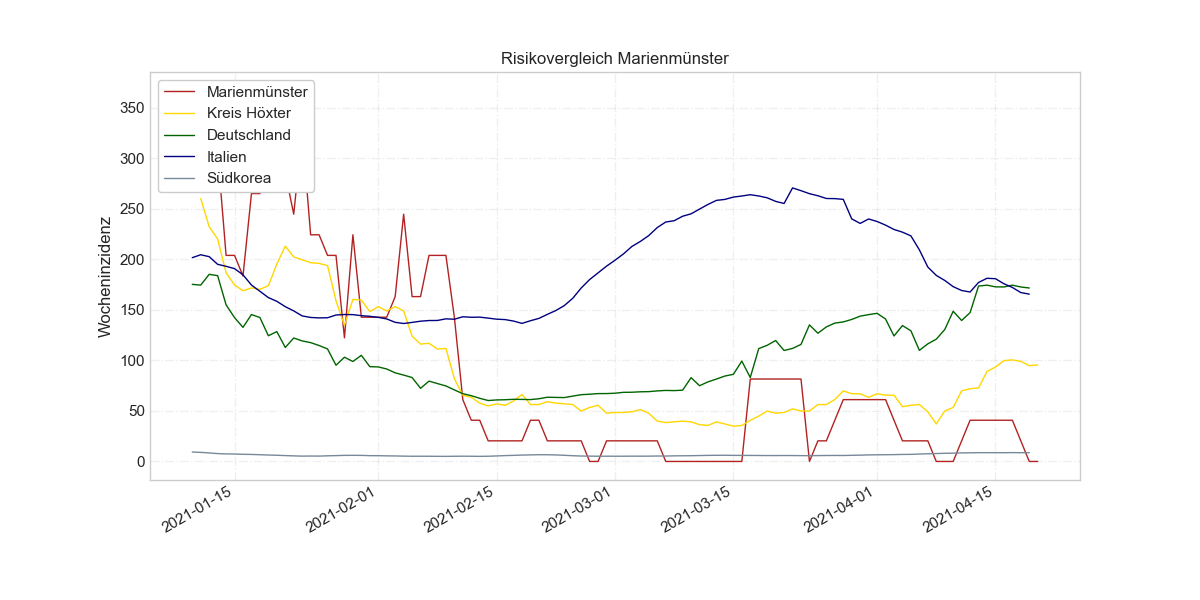 Risikovergleich Marienmünster
Wocheninzidenz
350
300
250
200
150
100
50
0
Marienmünster
Kreis Höxter
Deutschland
Italien
Südkorea
2021-01-15
2021-02-01
2021-02-15
2021-03-01
2021-03-15
2021-04-01
2021-04-15